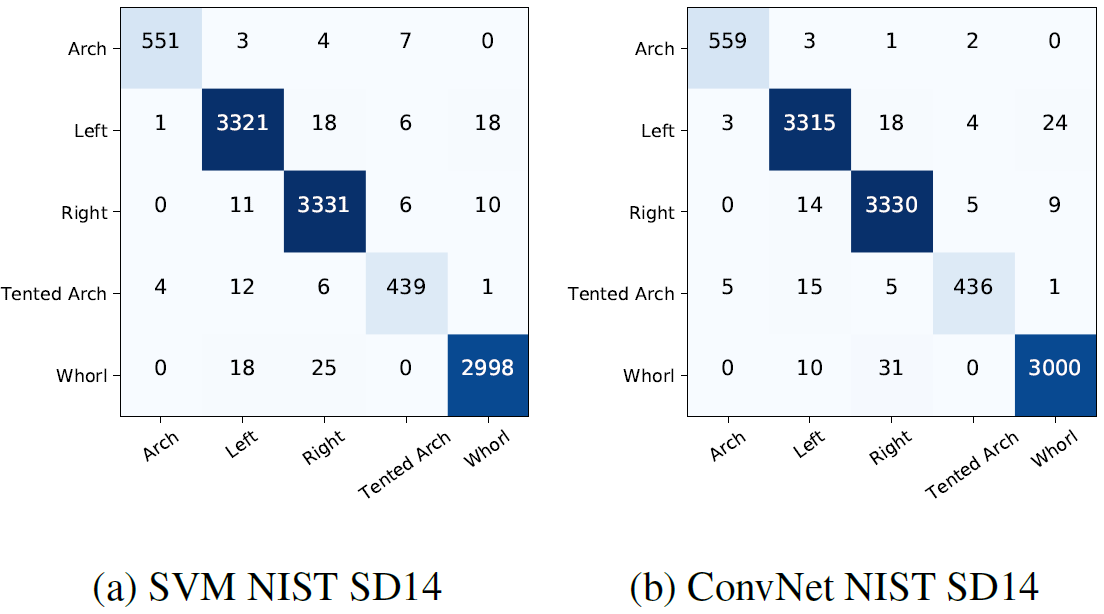 Arch 551 3 4 7 0
Left 1 3321 18 6 18
Right 0 11 3331 6 10
Tented Arch 4 12 6 439 1
Whorl 0 18 25 0 2998
Arch Left Right Tented Arch Whorl
(a) SVM NIST SD14
Arch 559 3 1 2 0
Left 3 3315 18 4 24
Right 0 14 3330 5 9
Tented Arch 5 15 5 436 1
Whorl 0 10 31 0 3000
Arch Left Right Tented Arch Whorl
(b) ConvNet NIST SD14